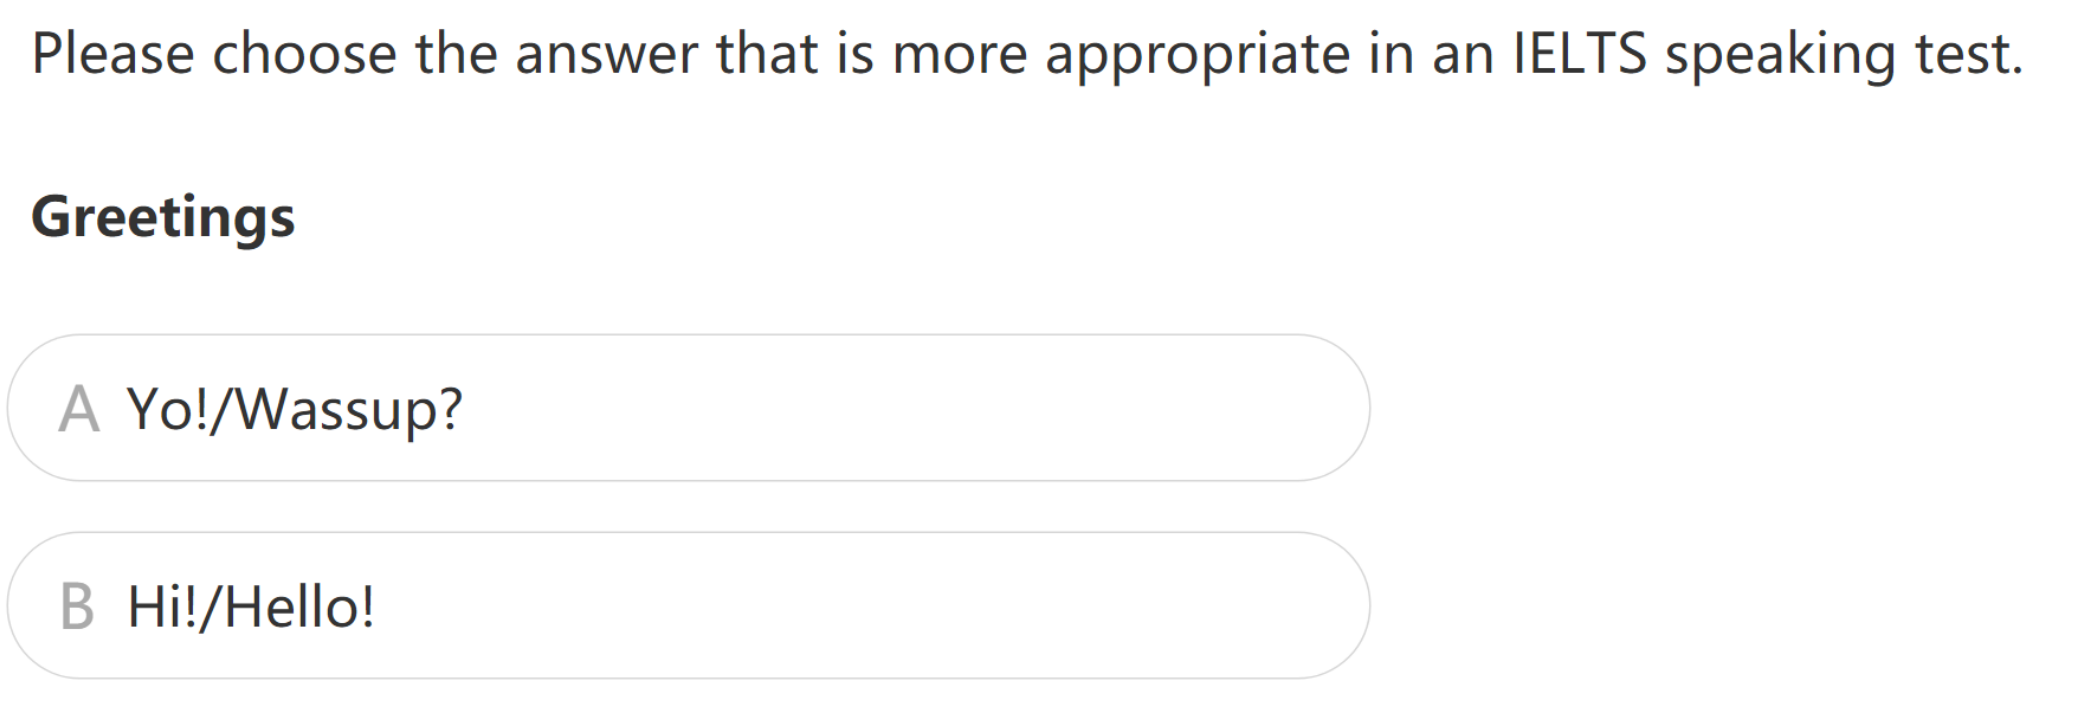 Please choose the answer that is more appropriate in an IELTS speaking test.
Greetings
A Yo!/Wassup?
B Hi!/Hello!